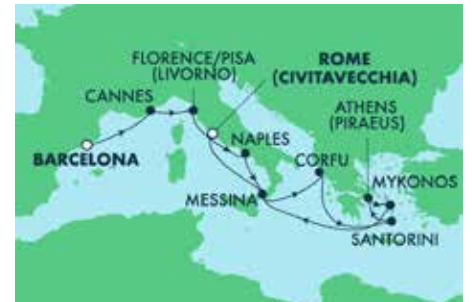 FLORENCE/PISA
(LIVORNO)
ROME
(CIVITAVECCHIA)
CANNES
ATHENS
(PIRAEUS)
NAPLES
BARCELONA
CORFU
MYKONOS
MESSINA
SANTORINI